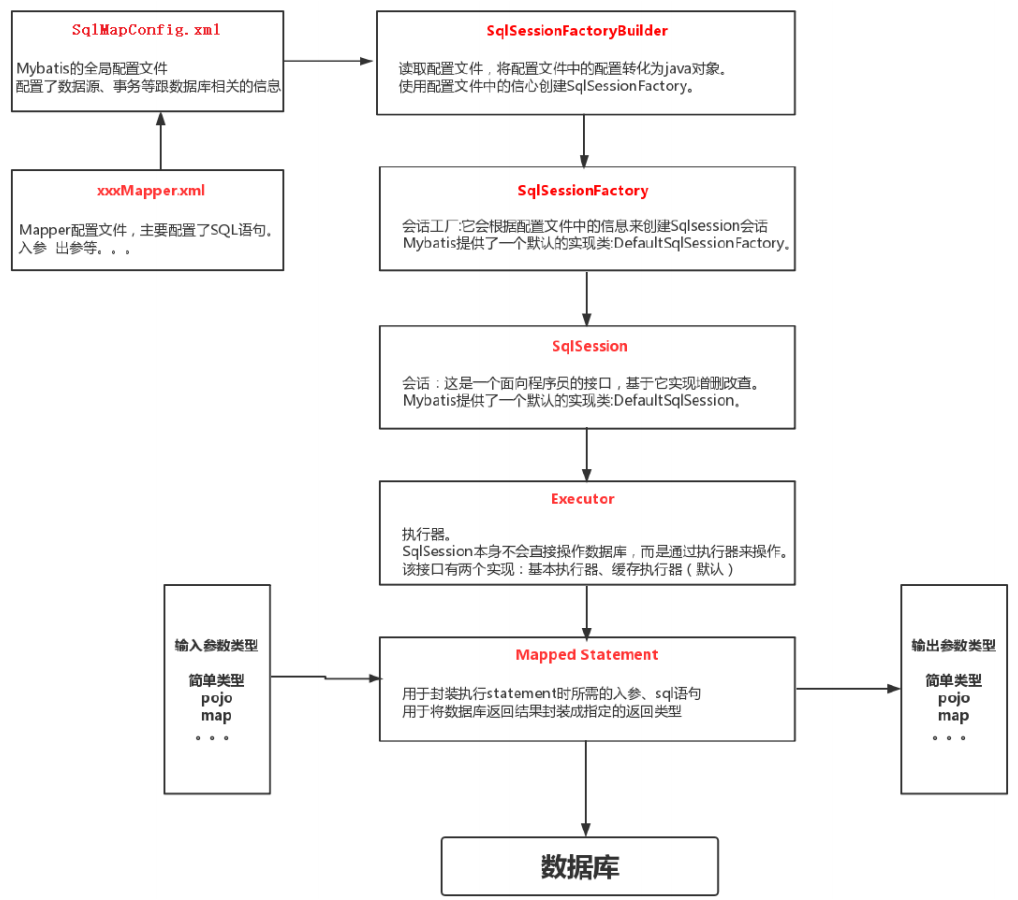 SqlMapConfig.xml
Mybatis的全局配置文件
配置了数据源、事务等跟数据库相关的信息
SqlSessionFactoryBuilder
读取配置文件，将配置文件中的配置转化为java对象。
使用配置文件中的信心创建SqlSessionFactory。
xxxMapper.xml
Mapper配置文件，主要配置了SQL语句。
入参 出参等。。。
SqlSessionFactory
会话工厂:它会根据配置文件中的信息来创建Sqlsession会话
Mybatis提供了一个默认的实现类:DefaultSqlSessionFactory。
SqlSession
会话：这是一个面向程序员的接口，基于它实现增删改查。
Mybatis提供了一个默认的实现类:DefaultSqlSession。
Executor
执行器。
SqlSession本身不会直接操作数据库，而是通过执行器来操作。
该接口有两个实现：基本执行器、缓存执行器（默认）
输入参数类型
简单类型
pojo
map
。。。
Mapped Statement
用于封装执行statement时所需的入参、sql语句
用于将数据库返回结果封装成指定的返回类型
输出参数类型
简单类型
pojo
map
。。。
数据库